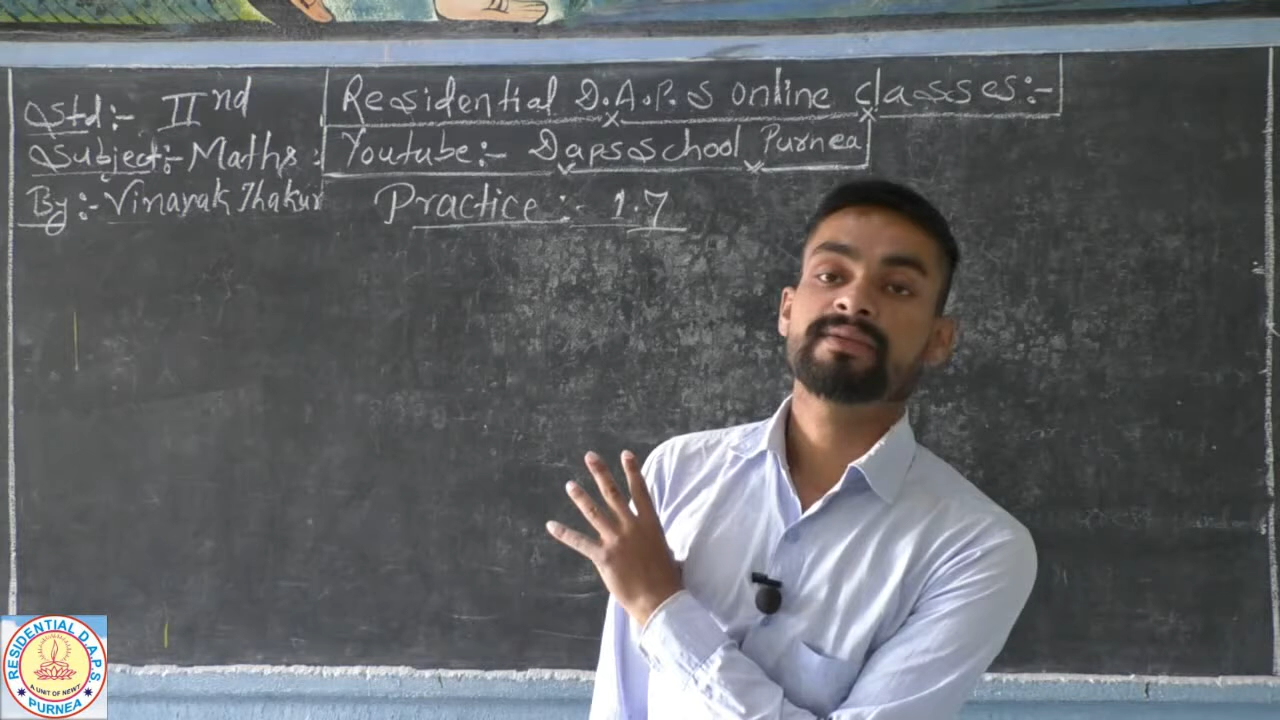 Std:- IInd
Residential D.A.P.S online classes:-
Subject:- Maths:
Youtube:- Dapsschool Purnea
By:- Vinayak Thakur
Practice:- 1.7
RESIDENTIAL D.A.P.S
A UNIT OF NEWZ
PURNEA